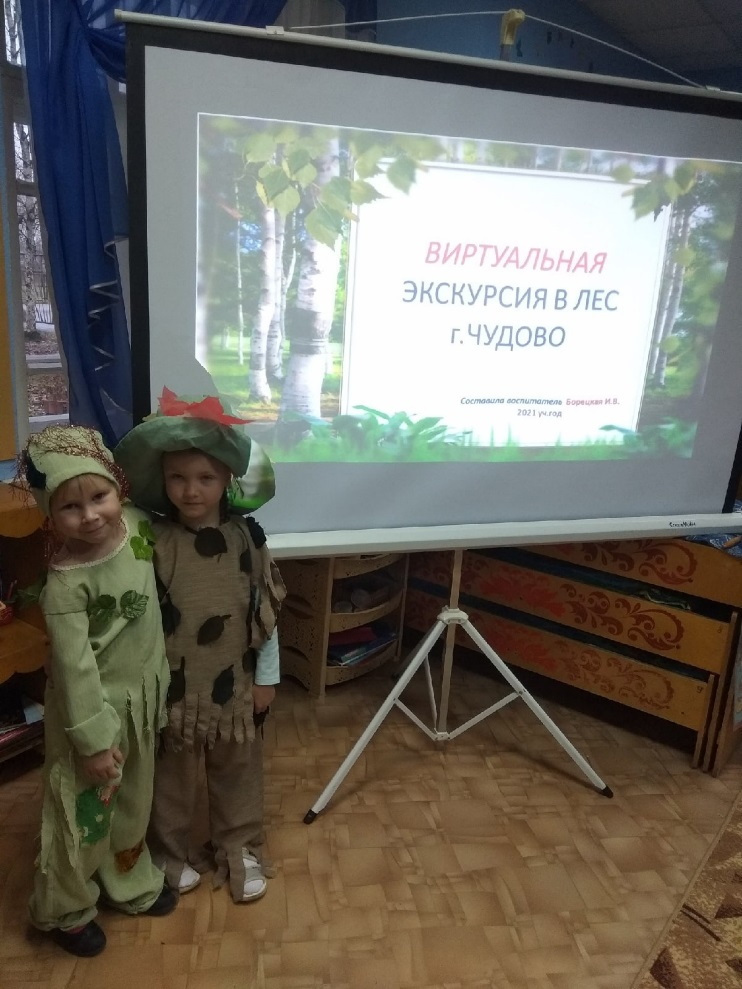 ВИРТУАЛЬНАЯ
ЭКСКУРСИЯ В ЛЕС
г.ЧУДОВО
Составила воспитатель Борецкая И.В.
2021 уч.год